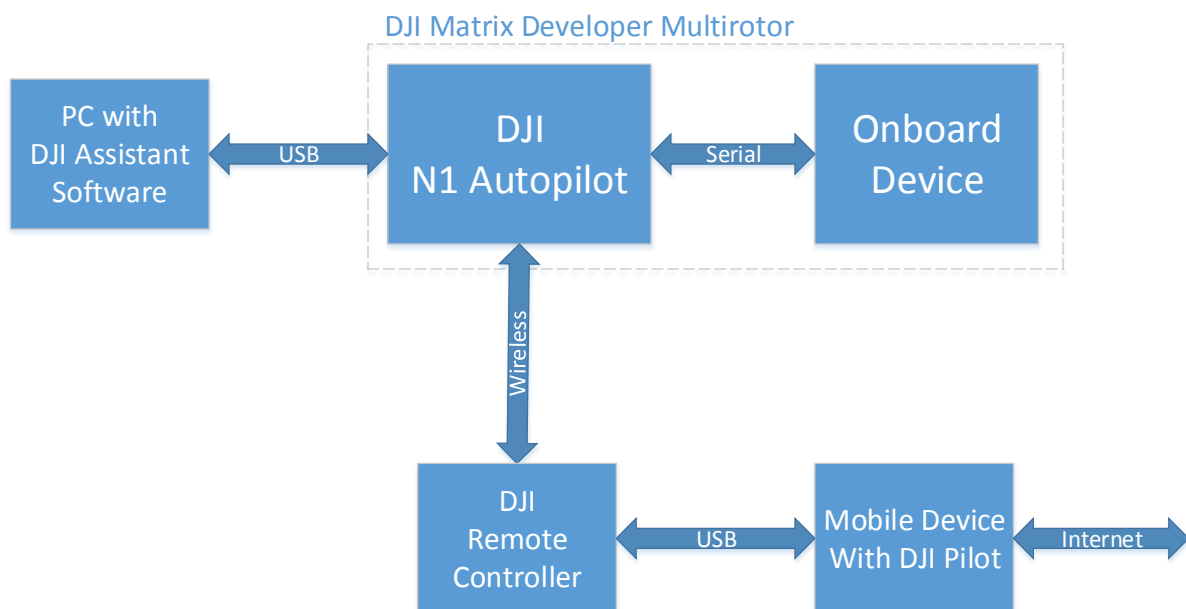 DJI Matrix Developer Multirotor
PC with
DJI Assistant
Software
USB
DJI
N1 Autopilot
Serial
Onboard
Device
Wireless
DJI
Remote
Controller
USB
Mobile Device
With DJI Pilot
Internet